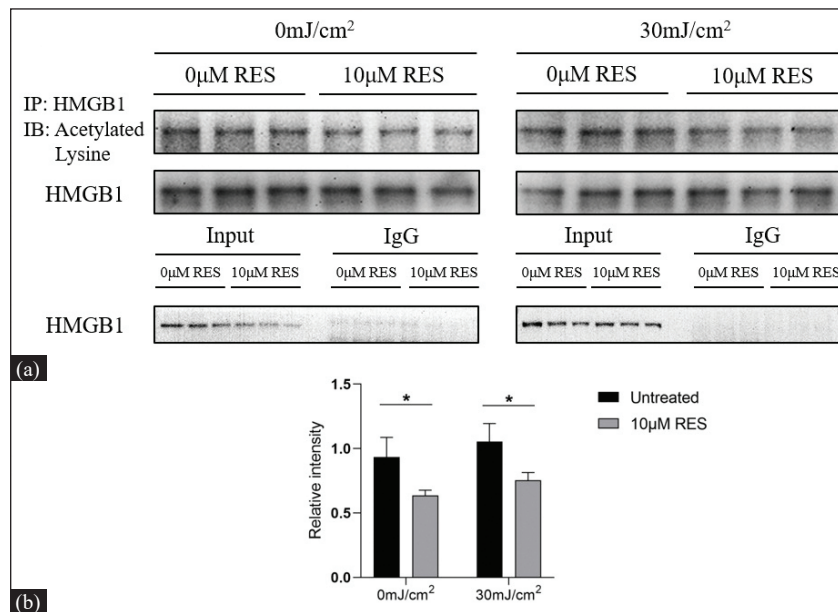 0mJ/cm² 30mJ/cm²
0μM RES 10μM RES 0μM RES 10μM RES
IP: HMGB1
IB: Acetylated
Lysine
HMGB1
Input IgG Input IgG
0μM RES 10μM RES 0μM RES 10μM RES 0μM RES 10μM RES 0μM RES 10μM RES
HMGB1
(a)
1.5
1.0
0.5
0.0
Relative intensity
* *
Untreated
10μM RES
0mJ/cm² 30mJ/cm²
(b)